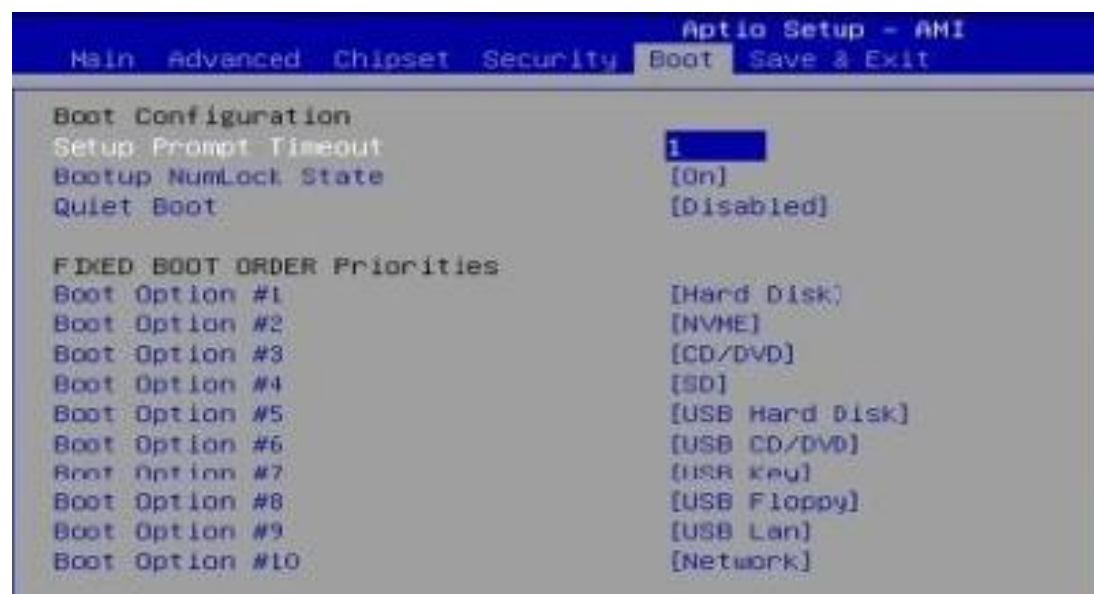 Aptio Setup - AMI
Main Advanced Chipset Security Boot Save & Exit
Boot Configuration
Setup Prompt Timeout 1
Bootup NumLock State [On]
Quiet Boot [Disabled]
FIXED BOOT ORDER Priorities
Boot Option #1 [Hard Disk]
Boot Option #2 [NVME]
Boot Option #3 [CD/DVD]
Boot Option #4 [SD]
Boot Option #5 [USB Hard Disk]
Boot Option #6 [USB CD/DVD]
Boot Option #7 [USB Key]
Boot Option #8 [USB Floppy]
Boot Option #9 [USB Lan]
Boot Option #10 [Network]